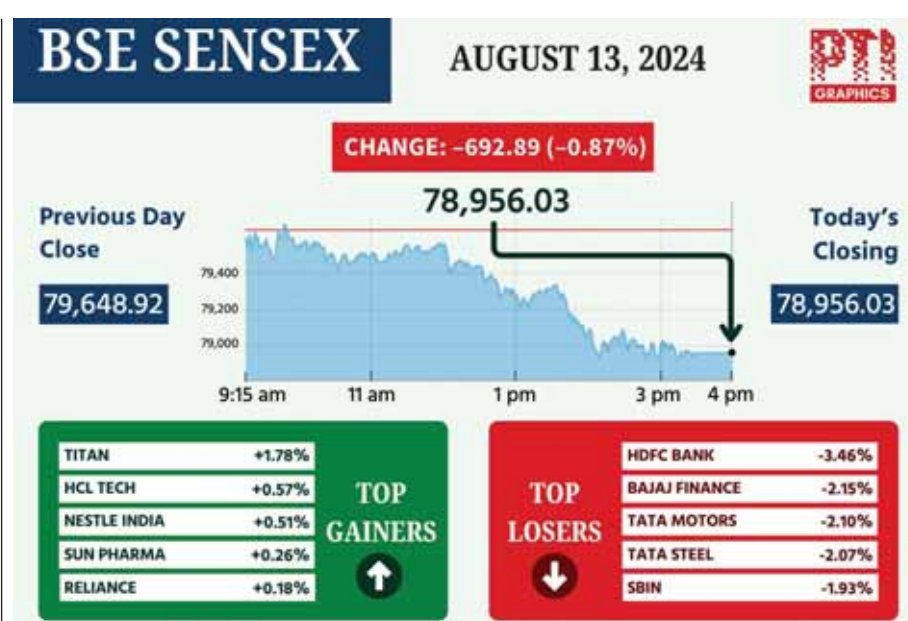 BSE SENSEX
AUGUST 13, 2024
PTI
GRAPHICS
CHANGE: –692.89 (–0.87%)
78,956.03
Previous Day
Close
79,648.92
Today's
Closing
78,956.03
79,400
79,200
79,000
9:15 am 11 am 1 pm 3 pm 4 pm
TITAN +1.78%
HCL TECH +0.57%
NESTLE INDIA +0.51%
SUN PHARMA +0.26%
RELIANCE +0.18%
TOP
GAINERS
TOP
LOSERS
HDFC BANK -3.46%
BAJAJ FINANCE -2.15%
TATA MOTORS -2.10%
TATA STEEL -2.07%
SBIN -1.93%